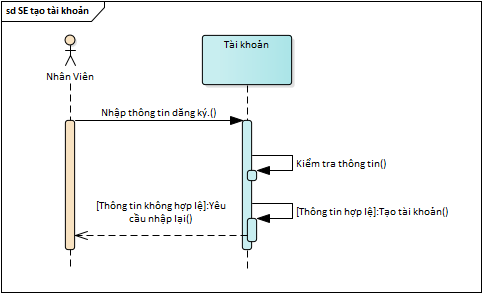 sd SE tạo tài khoản
Tài khoản
Nhân Viên
Nhập thông tin dăng ký.()
Kiểm tra thông tin()
[Thông tin không hợp lệ]:Yêu
cầu nhập lại()
[Thông tin hợp lệ]:Tạo tài khoản()